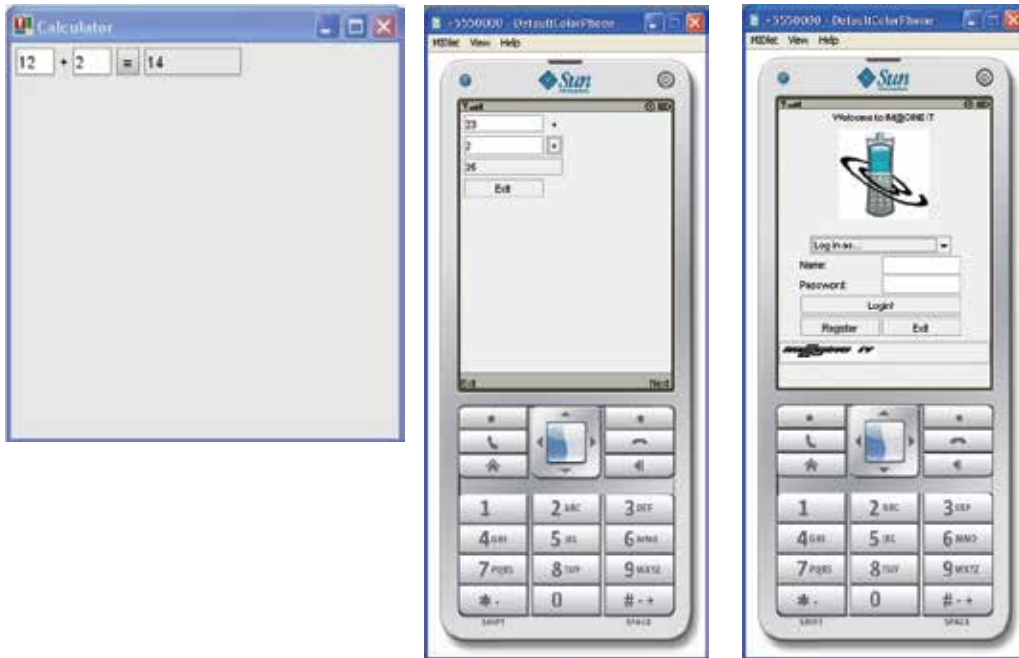 Calculator
12 + 2 = 14
+5550000 - DefaultColorPhone
MIDlet View Help
Sun
23 +
2
Exit
Exit Next
1 2 ABC 3 DEF
4 GHI 5 JKL 6 MNO
7 PQRS 8 TUV 9 WXYZ
* . 0 # - +
SHIFT SPACE
+5550000 - DefaultColorPhone
MIDlet View Help
Sun
Welcome to IM@GINE IT
Log in as...
Name:
Password:
Login!
Register Exit
1 2 ABC 3 DEF
4 GHI 5 JKL 6 MNO
7 PQRS 8 TUV 9 WXYZ
* . 0 # - +
SHIFT SPACE